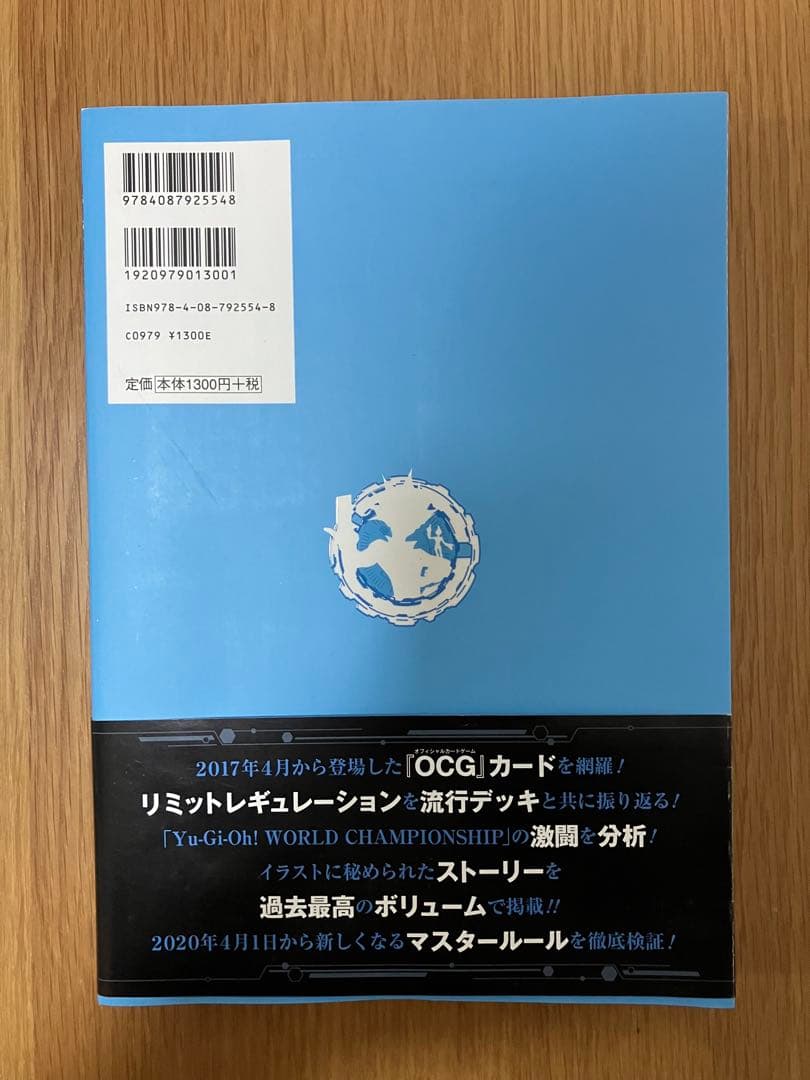 9784087925548
1920979013001
ISBN978-4-08-792554-8
C0979 ¥1300E
定価 本体1300円+税
オフィシャルカードゲーム
2017年4月から登場した『OCG』カードを網羅!
リミットレギュレーションを流行デッキと共に振り返る!
「Yu-Gi-Oh! WORLD CHAMPIONSHIP」の激闘を分析!
イラストに秘められたストーリーを
過去最高のボリュームで掲載!!
2020年4月1日から新しくなるマスタールールを徹底検証!